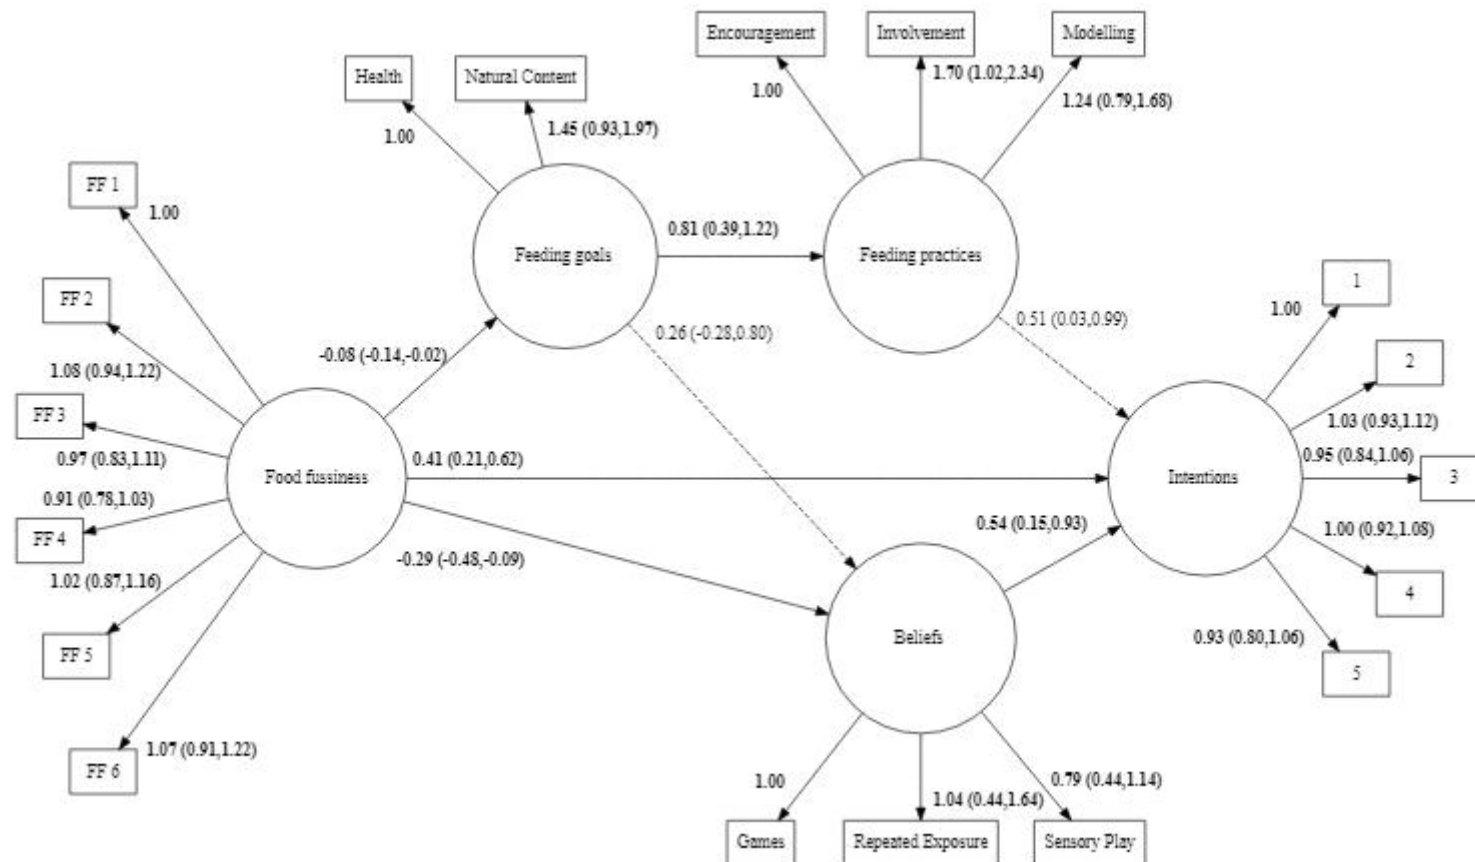 Encouragement
Involvement
Modelling
Health
Natural Content
1.70 (1.02,2.34)
1.00
1.24 (0.79,1.68)
1.00
1.45 (0.93,1.97)
FF 1
1.00
0.81 (0.39,1.22)
Feeding goals
Feeding practices
1
FF 2
1.00
0.51 (0.03,0.99)
0.26 (-0.28,0.80)
-0.08 (-0.14,-0.02)
2
1.08 (0.94,1.22)
FF 3
1.03 (0.93,1.12)
0.97 (0.83,1.11)
0.41 (0.21,0.62)
0.95 (0.84,1.06)
Food fussiness
Intentions
3
0.91 (0.78,1.03)
0.54 (0.15,0.93)
FF 4
1.00 (0.92,1.08)
-0.29 (-0.48,-0.09)
1.02 (0.87,1.16)
4
Beliefs
0.93 (0.80,1.06)
FF 5
5
1.07 (0.91,1.22)
FF 6
1.00
0.79 (0.44,1.14)
1.04 (0.44,1.64)
Games
Repeated Exposure
Sensory Play